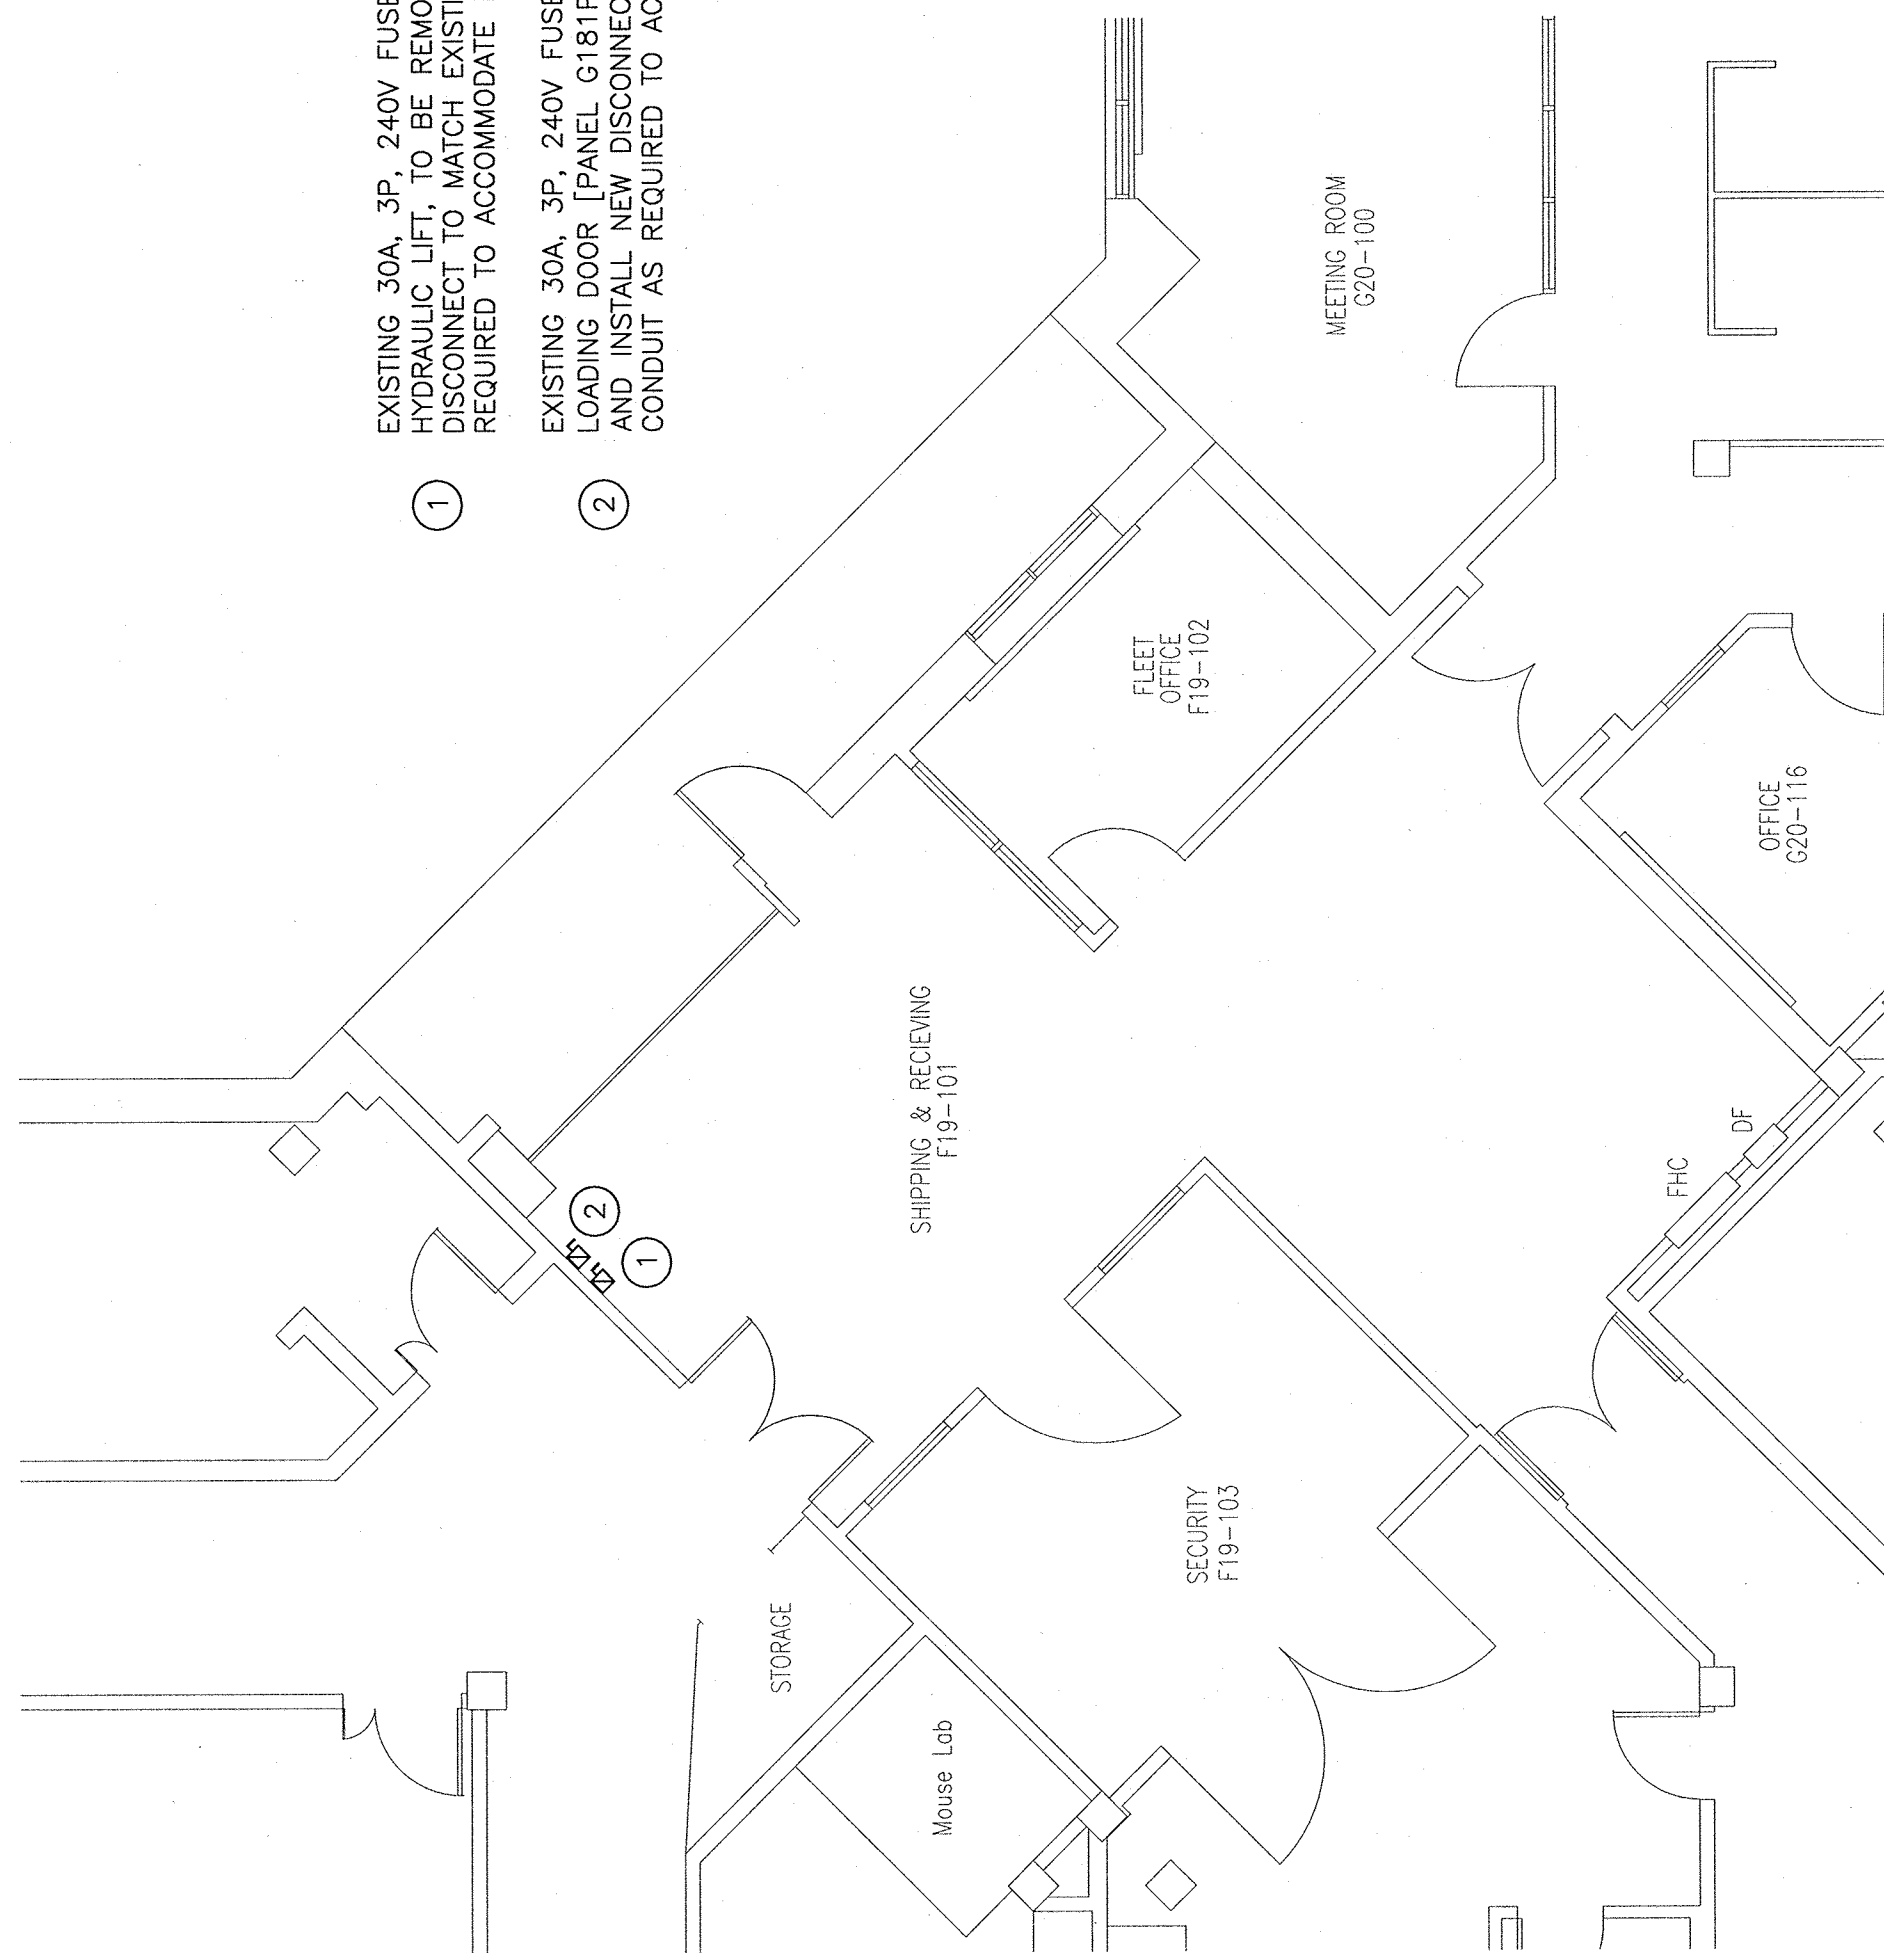 1
EXISTING 30A, 3P, 240V FUSE
HYDRAULIC LIFT, TO BE REMO
DISCONNECT TO MATCH EXISTI
REQUIRED TO ACCOMMODATE
2
EXISTING 30A, 3P, 240V FUSE
LOADING DOOR [PANEL G181P
AND INSTALL NEW DISCONNEC
CONDUIT AS REQUIRED TO AC
MEETING ROOM
G20-100
FLEET
OFFICE
F19-102
OFFICE
G20-116
SHIPPING & RECIEVING
F19-101
2
1
FHC
DF
SECURITY
F19-103
STORAGE
Mouse Lab